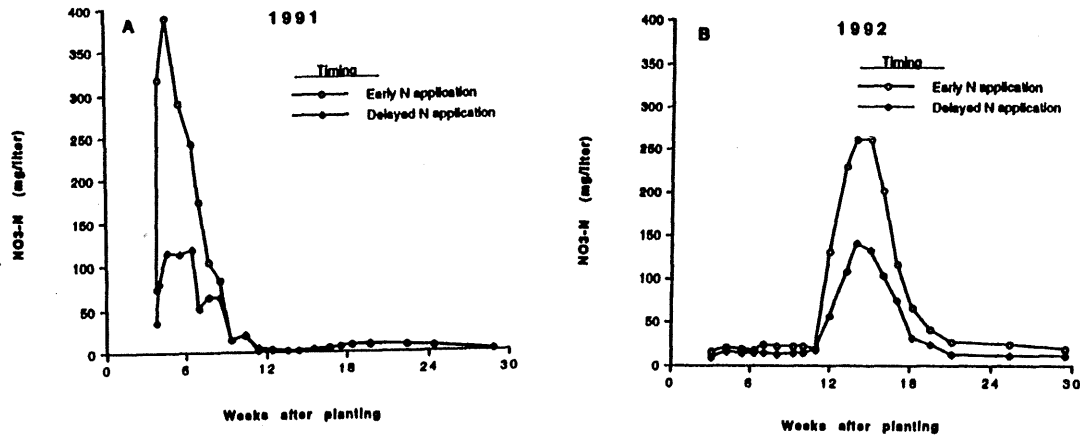 A
1991
Timing
Early N application
Delayed N application
NO3-N (mg/liter)
400
350
300
250
200
150
100
50
0
0
6
12
18
24
30
Weeks after planting
B
1992
Timing
Early N application
Delayed N application
NO3-N (mg/liter)
400
350
300
250
200
150
100
50
0
0
6
12
18
24
30
Weeks after planting